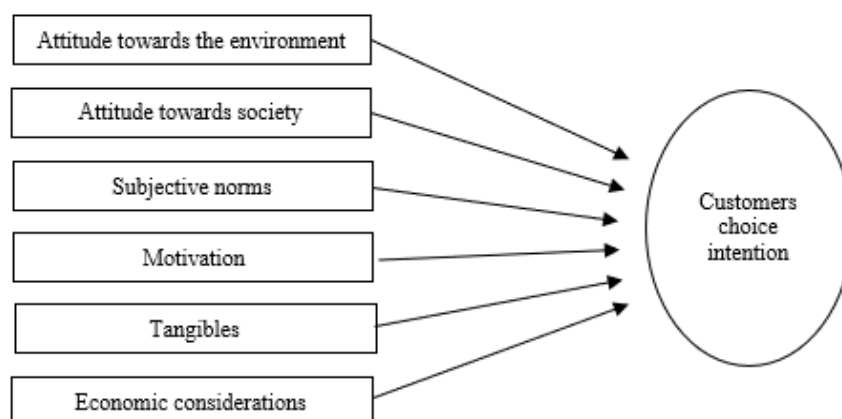 Attitude towards the environment
Attitude towards society
Subjective norms
Motivation
Tangibles
Economic considerations
Customers
choice
intention